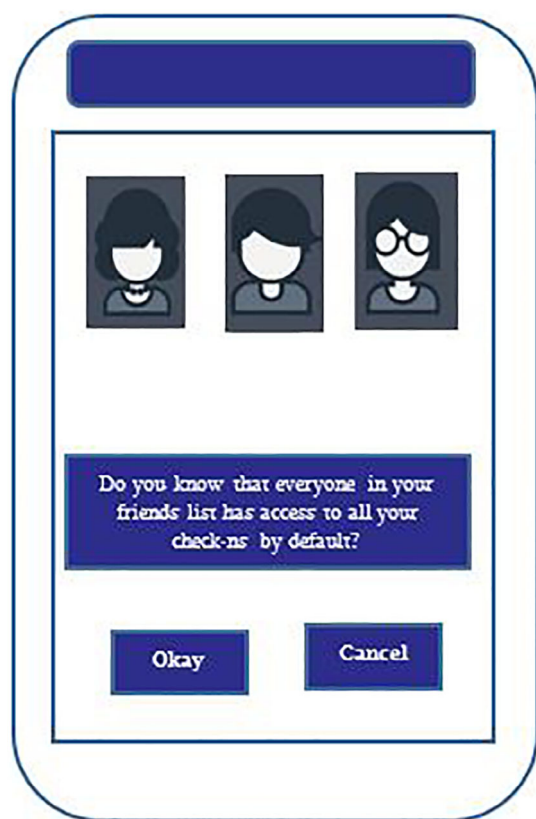 Do you know that everyone in your
friends list has access to all your
check-ns by default?
Okay
Cancel